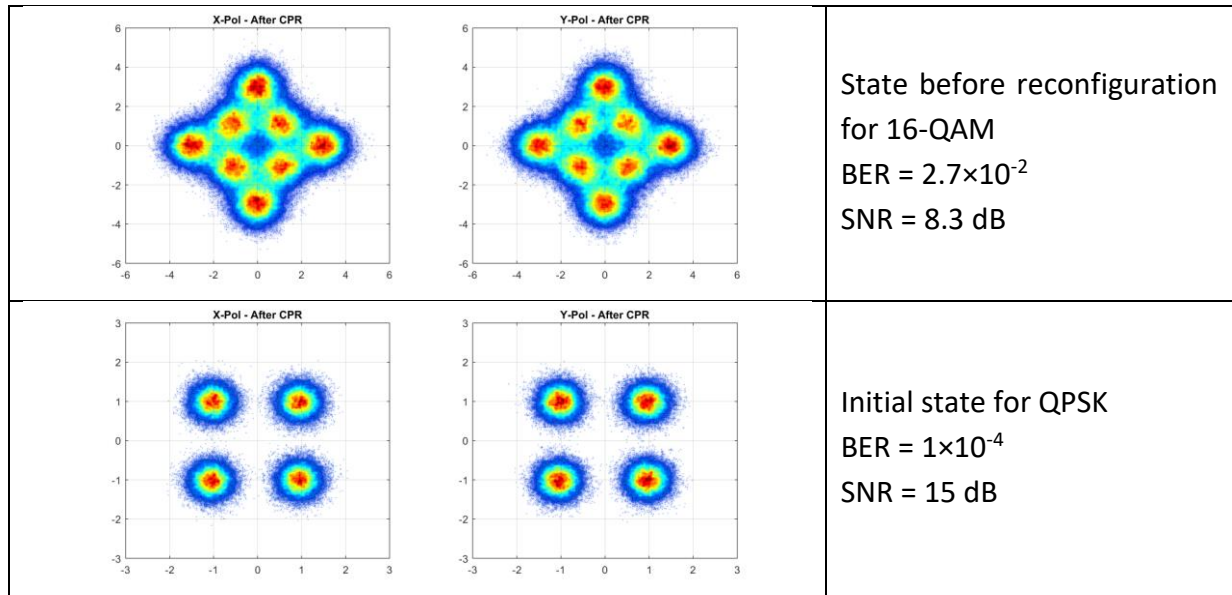 X-Pol - After CPR
6
4
2
0
-2
-4
-6
-6 -4 -2 0 2 4 6
Y-Pol - After CPR
6
4
2
0
-2
-4
-6
-6 -4 -2 0 2 4 6
State before reconfiguration
for 16-QAM
BER = 2.7×10⁻²
SNR = 8.3 dB
X-Pol - After CPR
3
2
1
0
-1
-2
-3
-3 -2 -1 0 1 2 3
Y-Pol - After CPR
3
2
1
0
-1
-2
-3
-3 -2 -1 0 1 2 3
Initial state for QPSK
BER = 1×10⁻⁴
SNR = 15 dB